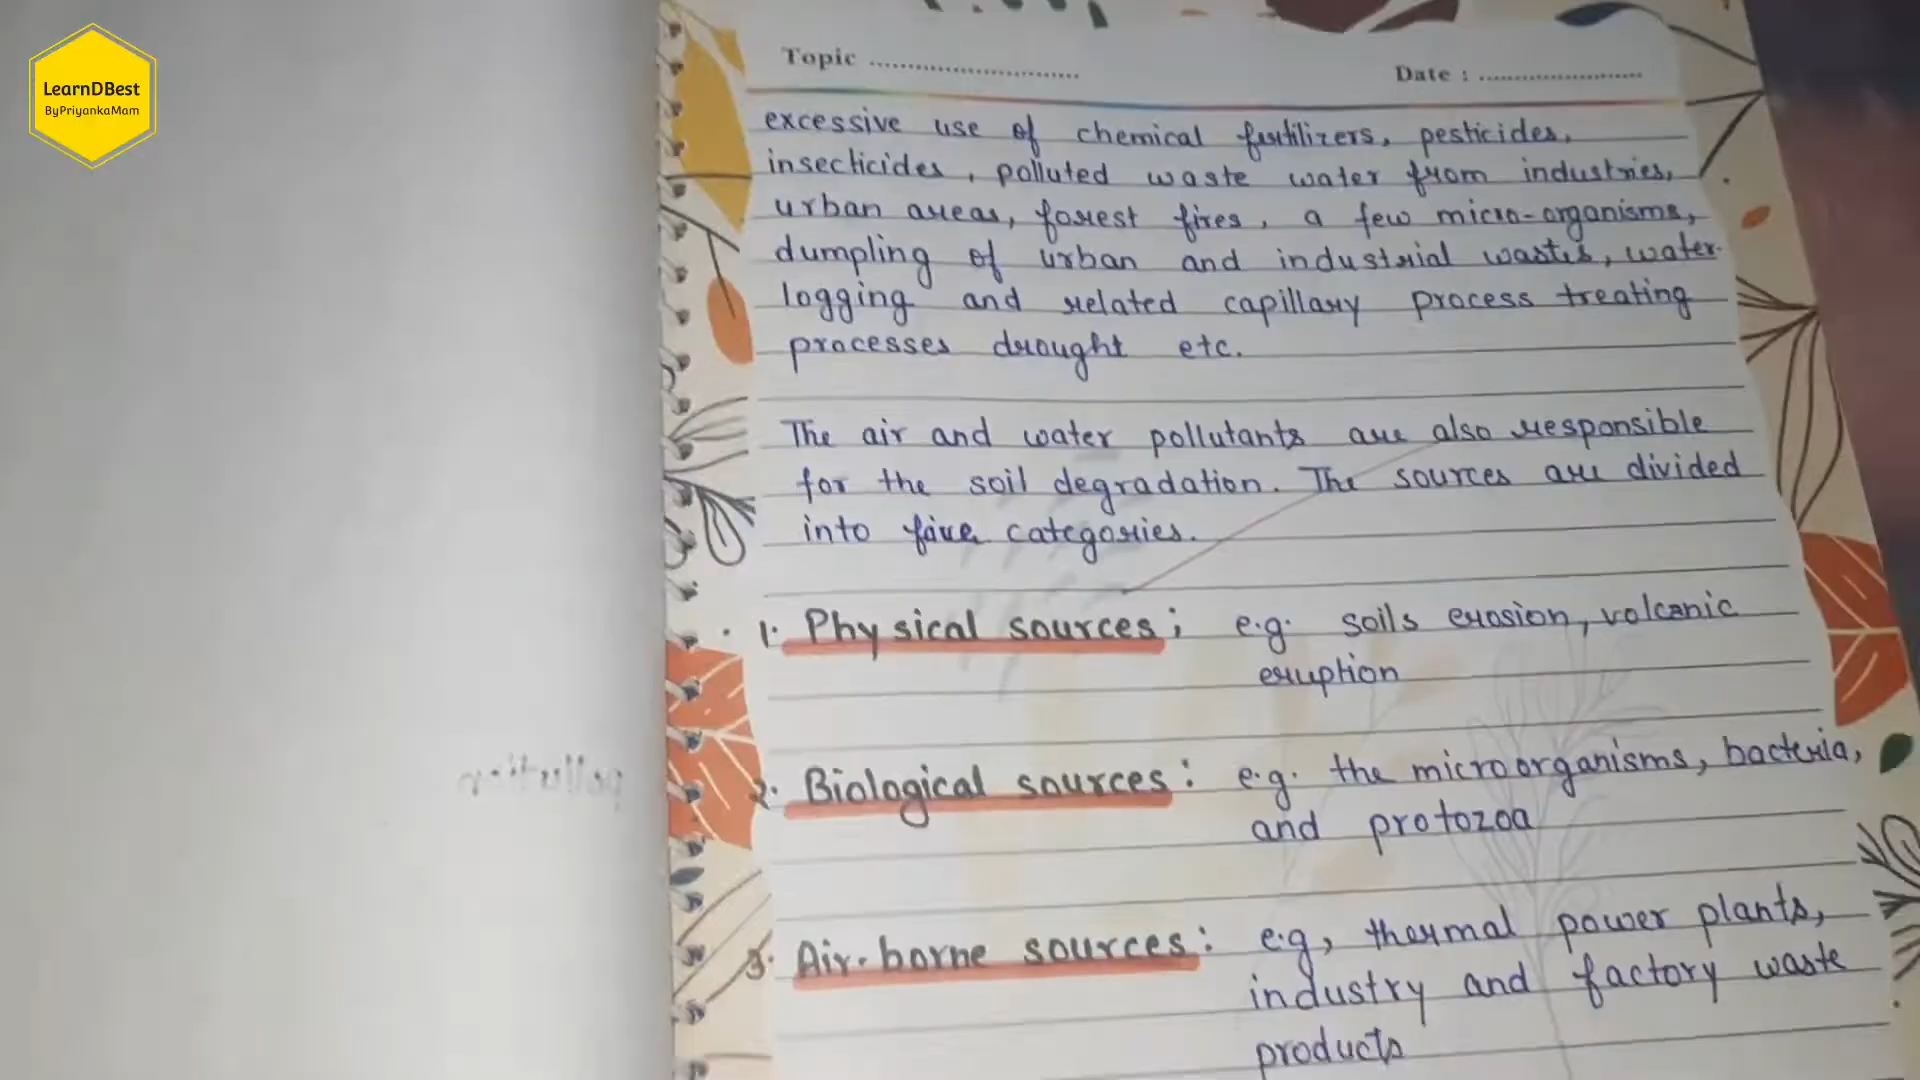 LearnDBest
ByPriyankaMam
Topic ..............................
Date : ........................
excessive use of chemical fertilizers, pesticides,
insecticides, polluted waste water from industries,
urban areas, forest fires, a few micro-organisms,
dumpling of urban and industrial wastes, water-
logging and related capillary process treating
processes drought etc.
The air and water pollutants are also responsible
for the soil degradation. The sources are divided
into five categories.
1. Physical sources; e.g. soils erosion, volcanic
eruption
2. Biological sources: e.g. the microorganisms, bacteria,
and protozoa
3. Air-borne sources: e.g, thermal power plants,
industry and factory waste
products